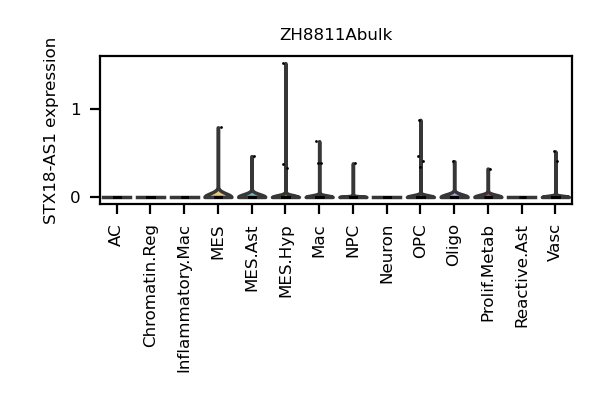 ZH8811Abulk
STX18-AS1 expression
1
0
AC
Chromatin.Reg
Inflammatory.Mac
MES
MES.Ast
MES.Hyp
Mac
NPC
Neuron
OPC
Oligo
Prolif.Metab
Reactive.Ast
Vasc